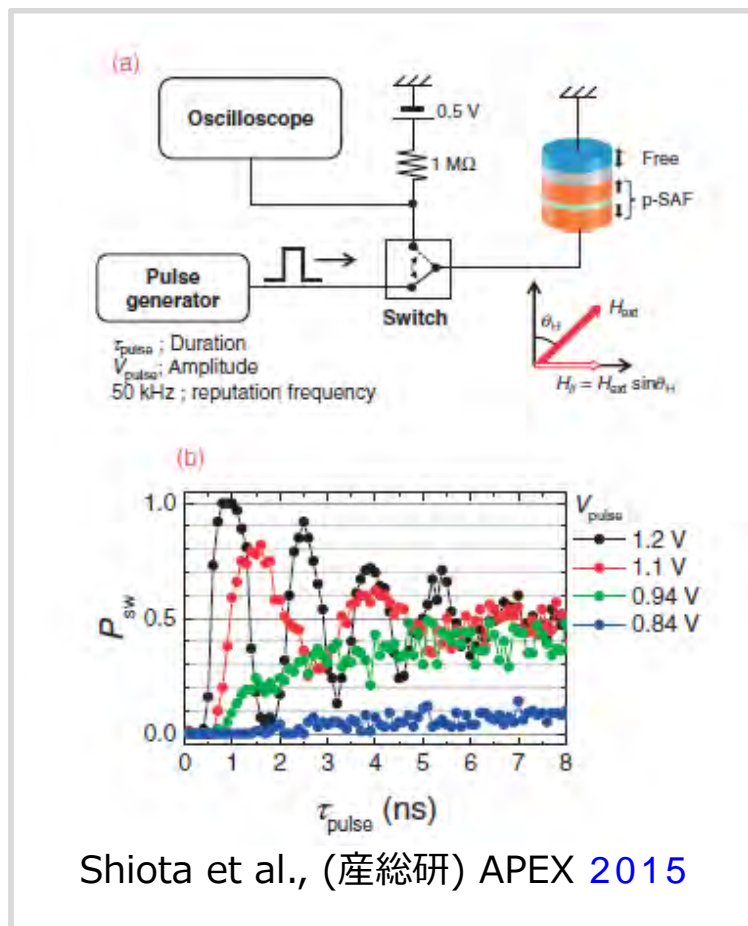 (a)
Oscilloscope
0.5 V
1 MΩ
Free
p-SAF
Pulse
generator
Switch
τpulse ; Duration
Vpulse; Amplitude
50 kHz ; reputation frequency
θH
Hext
H// = Hext sinθH
(b)
1.0
0.5
0.0
Psw
Vpulse
1.2 V
1.1 V
0.94 V
0.84 V
0 1 2 3 4 5 6 7 8
τpulse (ns)
Shiota et al., (産総研) APEX 2015